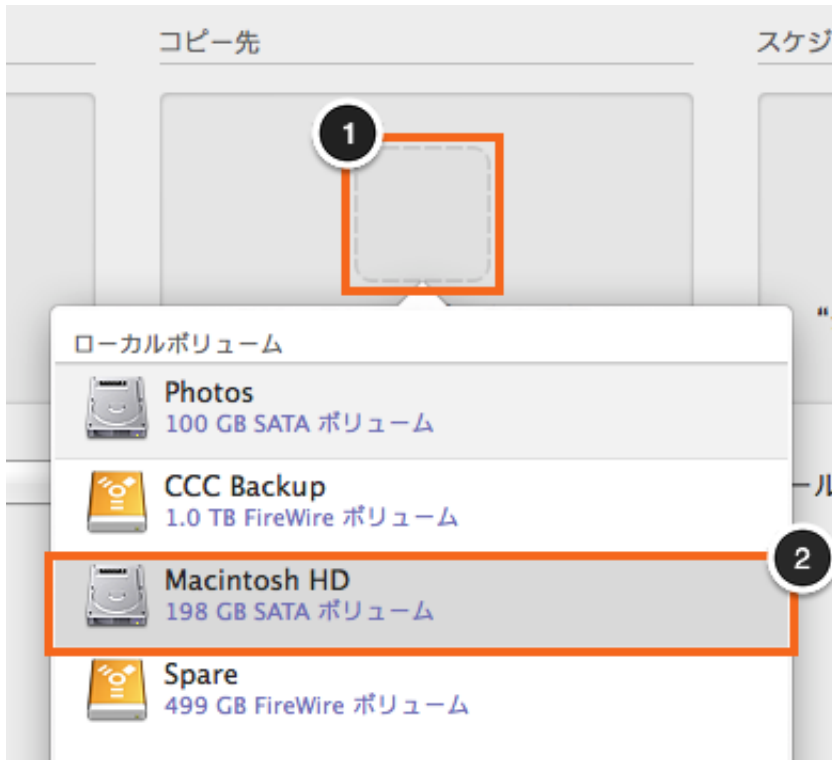 コピー先
スケジ
1
“
ローカルボリューム
Photos
100 GB SATA ボリューム
CCC Backup
1.0 TB FireWire ボリューム
ール
2
Macintosh HD
198 GB SATA ボリューム
Spare
499 GB FireWire ボリューム